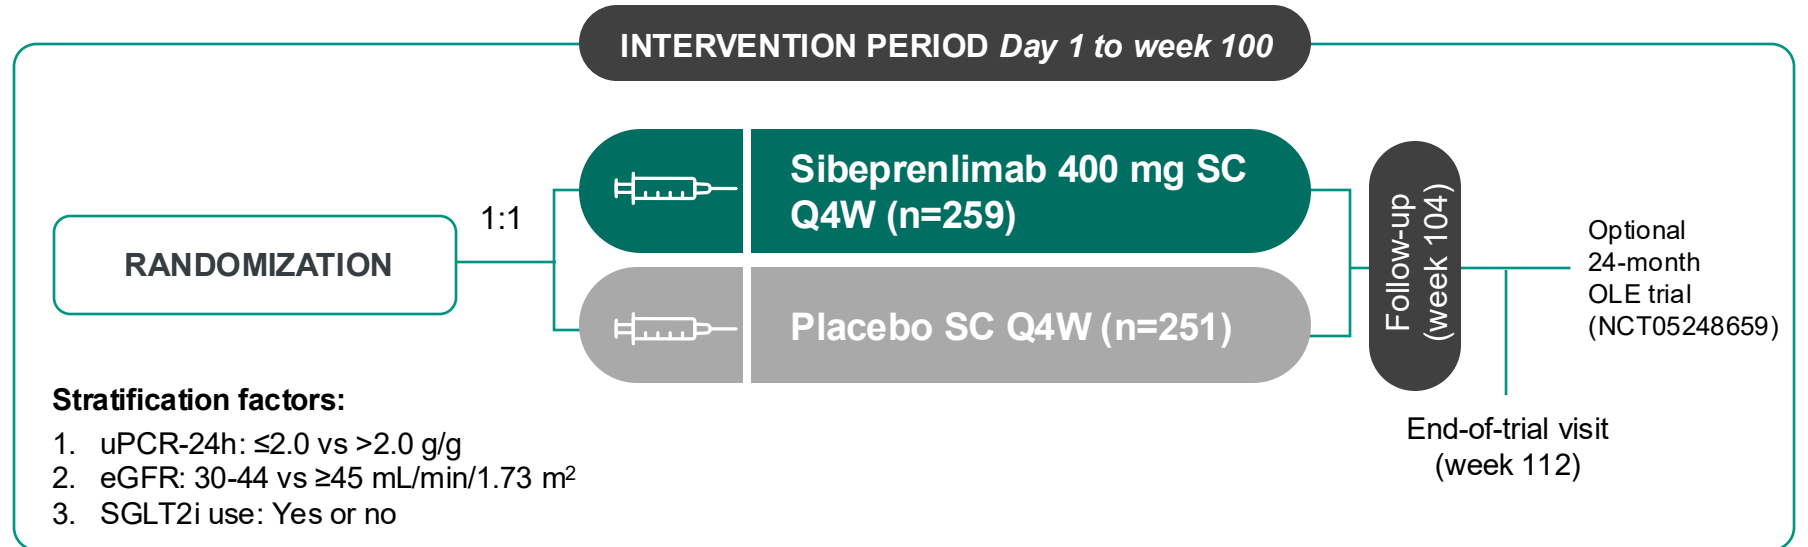 INTERVENTION PERIOD Day 1 to week 100
RANDOMIZATION
1:1
Sibeprenlimab 400 mg SC
Q4W (n=259)
Placebo SC Q4W (n=251)
Follow-up
(week 104)
Optional
24-month
OLE trial
(NCT05248659)
End-of-trial visit
(week 112)
Stratification factors:
1. uPCR-24h: ≤2.0 vs >2.0 g/g
2. eGFR: 30-44 vs ≥45 mL/min/1.73 m²
3. SGLT2i use: Yes or no